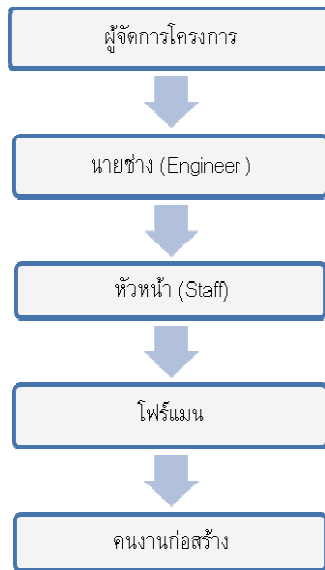 ผู้จัดการโครงการ
นายช่าง (Engineer )
หัวหน้า (Staff)
โฟร์แมน
คนงานก่อสร้าง